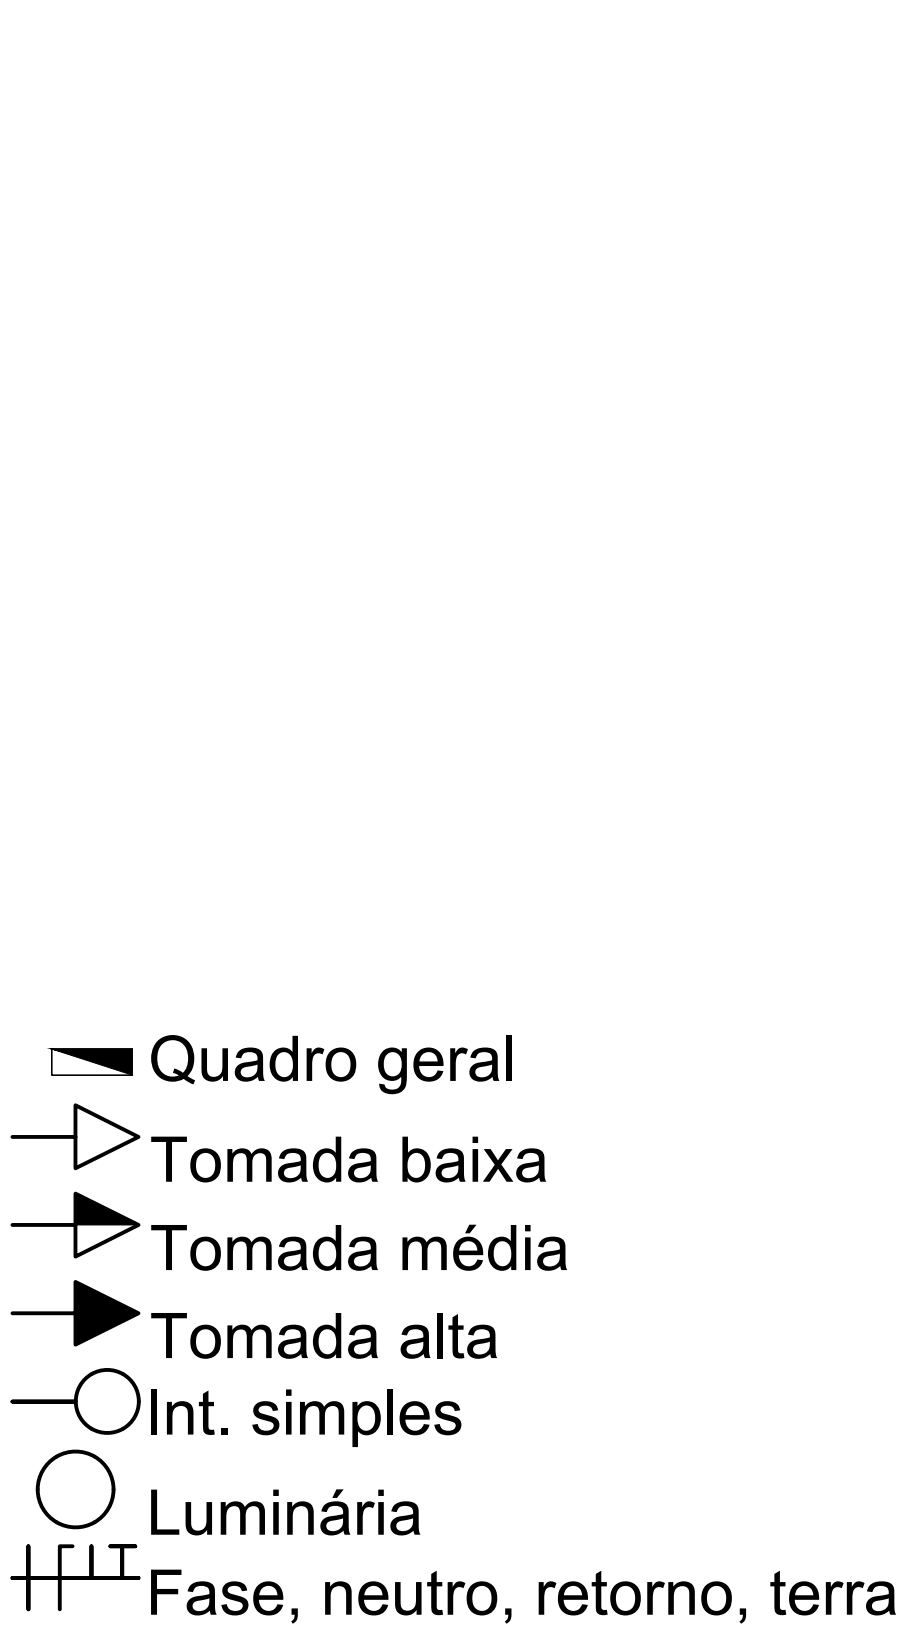 Quadro geral
Tomada baixa
Tomada média
Tomada alta
Int. simples
Luminária
Fase, neutro, retorno, terra